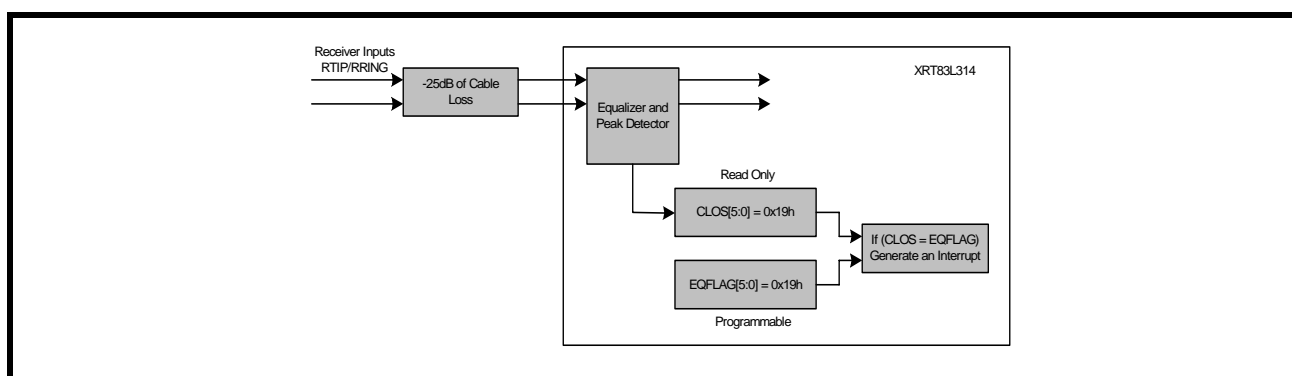 Receiver Inputs
RTIP/RRING
-25dB of Cable
Loss
XRT83L314
Equalizer and
Peak Detector
Read Only
CLOS[5:0] = 0x19h
If (CLOS = EQFLAG)
Generate an Interrupt
EQFLAG[5:0] = 0x19h
Programmable